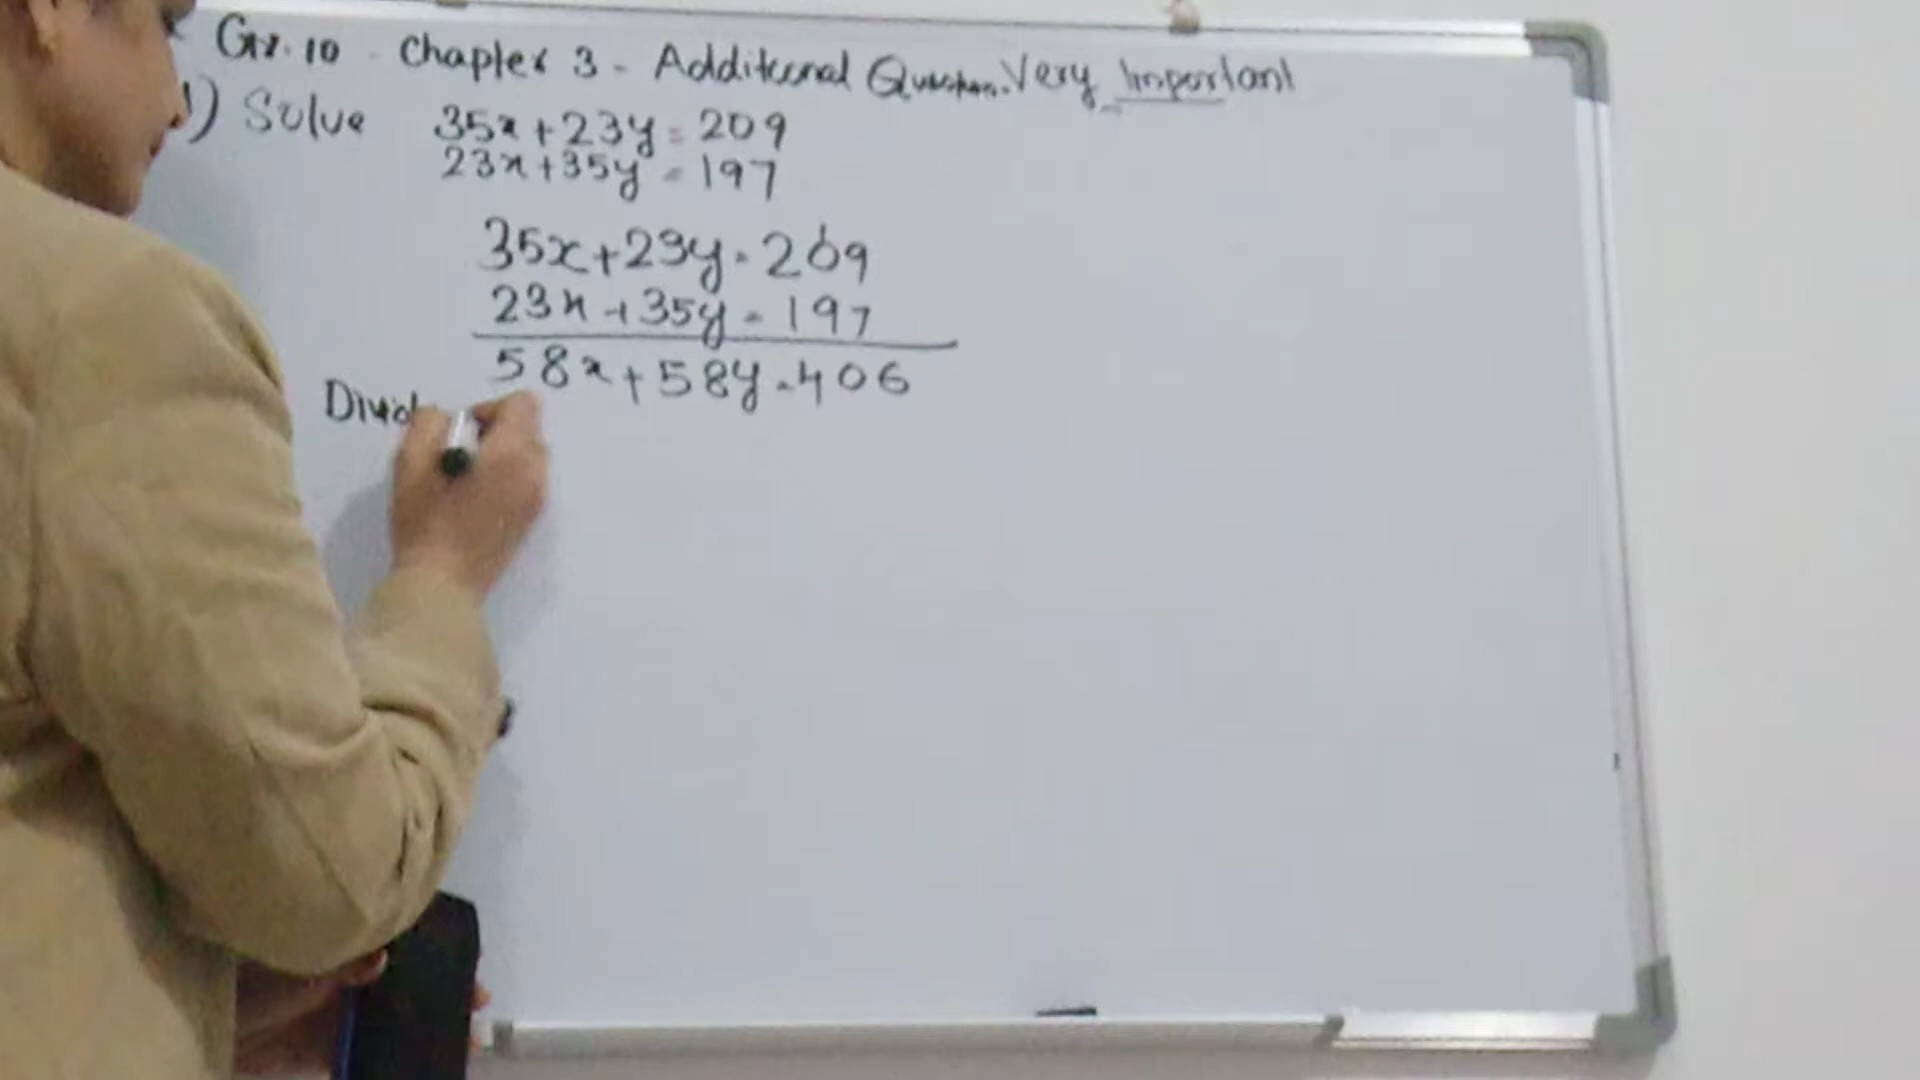 Gr. 10 - Chapter 3 - Additional Question. Very Important
1) Solve 35x + 23y = 209
23x + 35y = 197
35x + 23y = 209
23x + 35y = 197
58x + 58y = 406
Divid